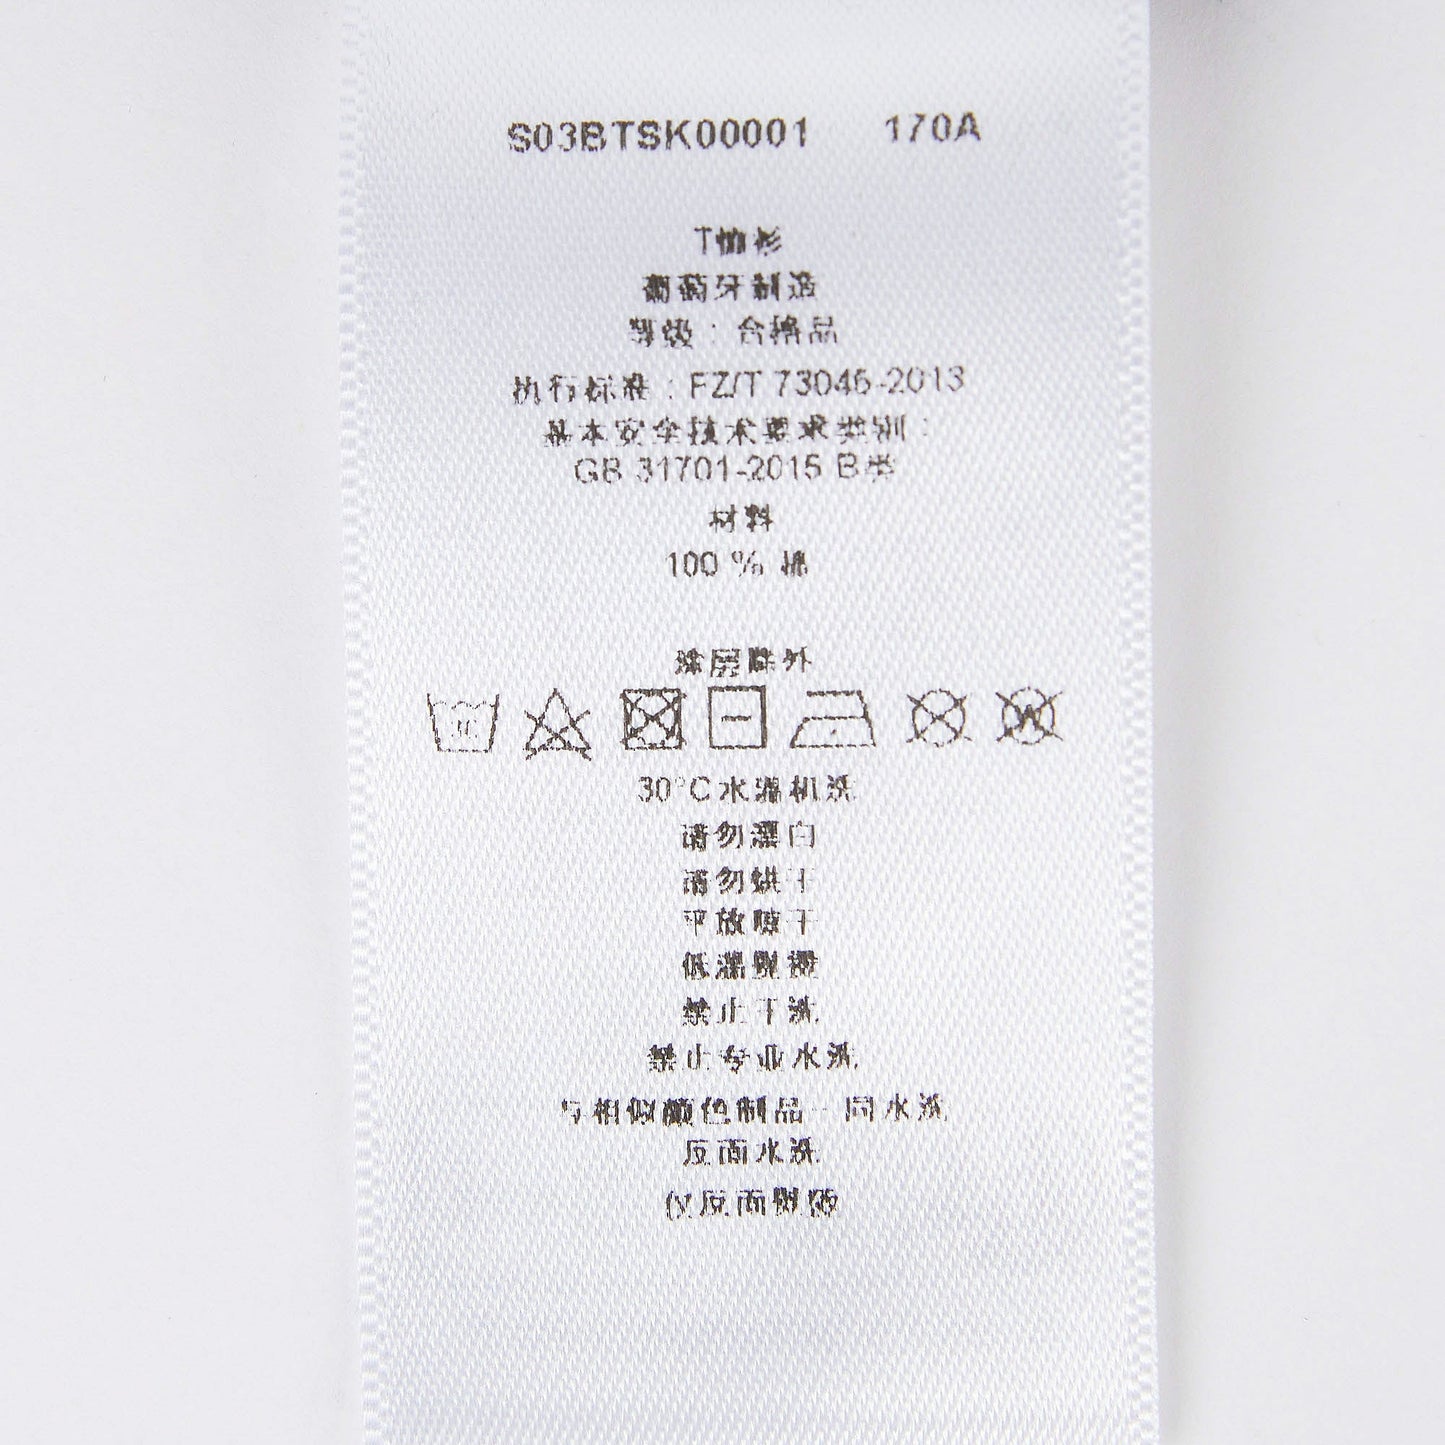 S03BTSK00001 170A
T恤衫
葡萄牙制造
等级：合格品
执行标准：FZ/T 73045-2013
基本安全技术要求类别：
GB 31701-2015 B类
材料
100 % 棉
涂层除外
30°C水温机洗
请勿漂白
请勿烘干
平放晾干
低温熨烫
禁止干洗
禁止专业水洗
与相似颜色制品一同水洗
反面水洗
仅反面熨烫